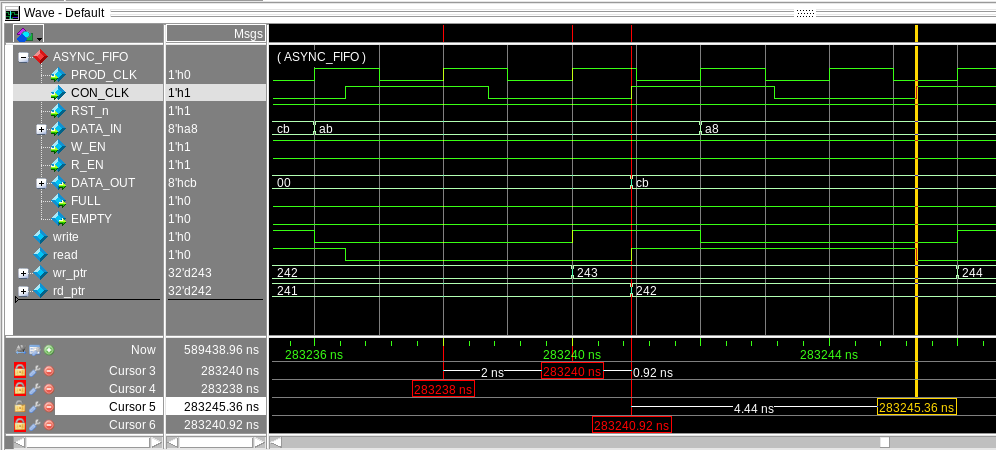 Wave - Default
Msgs
ASYNC_FIFO
( ASYNC_FIFO )
PROD_CLK 1'h0
CON_CLK 1'h1
RST_n 1'h1
DATA_IN 8'ha8 cb ab a8
W_EN 1'h1
R_EN 1'h1
DATA_OUT 8'hcb 00 cb
FULL 1'h0
EMPTY 1'h0
write 1'h0
read 1'h0
wr_ptr 32'd243 242 243 244
rd_ptr 32'd242 241 242
Now 589438.96 ns 283236 ns 283240 ns 283244 ns
Cursor 3 283240 ns 2 ns 283240 ns 0.92 ns
Cursor 4 283238 ns 283238 ns
Cursor 5 283245.36 ns 4.44 ns 283245.36 ns
Cursor 6 283240.92 ns 283240.92 ns